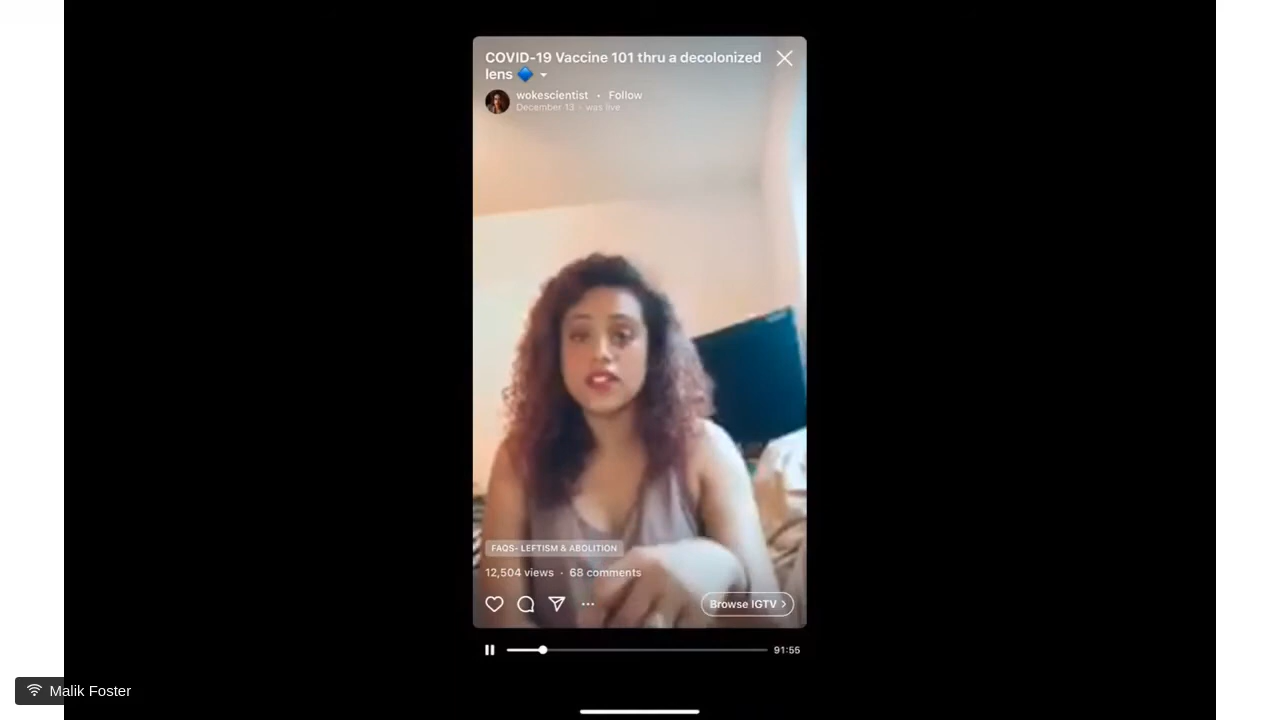 COVID-19 Vaccine 101 thru a decolonized
lens
wokescientist · Follow
December 13 · was live
FAQS- LEFTISM & ABOLITION
12,504 views · 68 comments
Browse IGTV >
91:55
Malik Foster